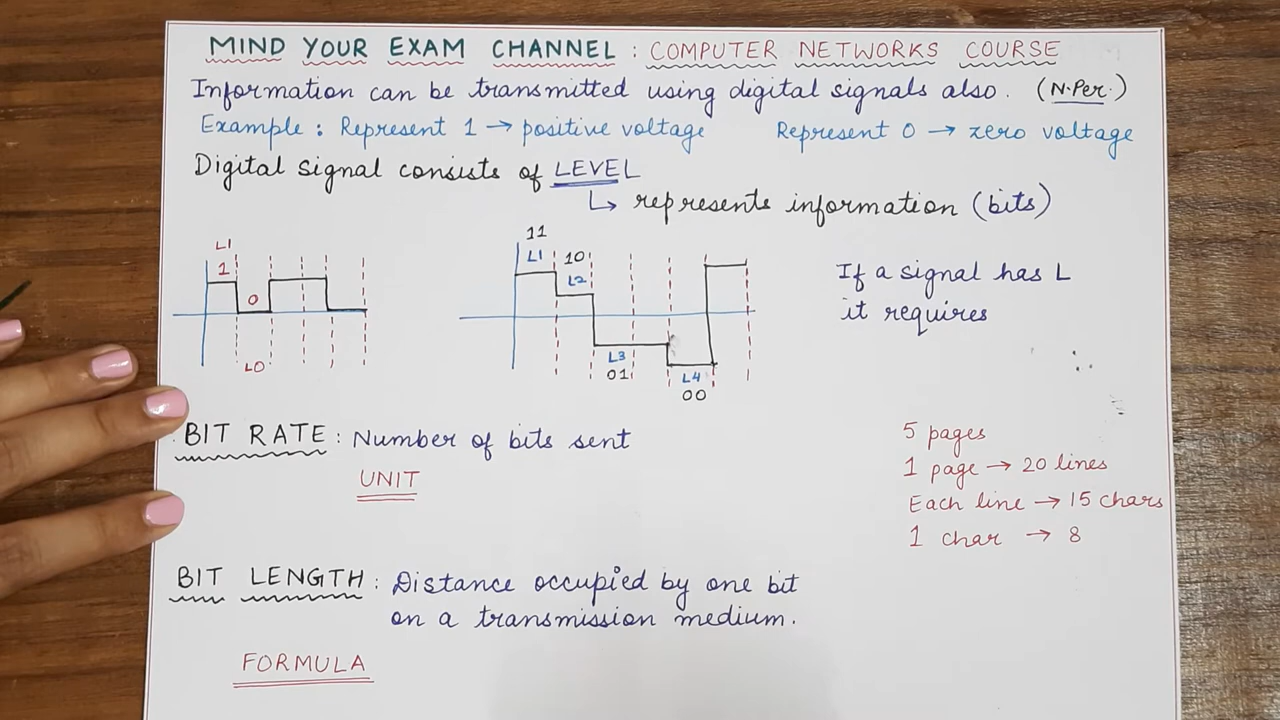 MIND YOUR EXAM CHANNEL : COMPUTER NETWORKS COURSE
Information can be transmitted using digital signals also. (N.Per.)
Example : Represent 1 → positive voltage Represent 0 → zero voltage
Digital signal consists of LEVEL
↳ represents information (bits)
L1
1
0
L0
11
L1
10
L2
L3
01
L4
00
If a signal has L
it requires
BIT RATE : Number of bits sent
UNIT
5 pages
1 page → 20 lines
Each line → 15 chars
1 char → 8
BIT LENGTH : Distance occupied by one bit
on a transmission medium.
FORMULA